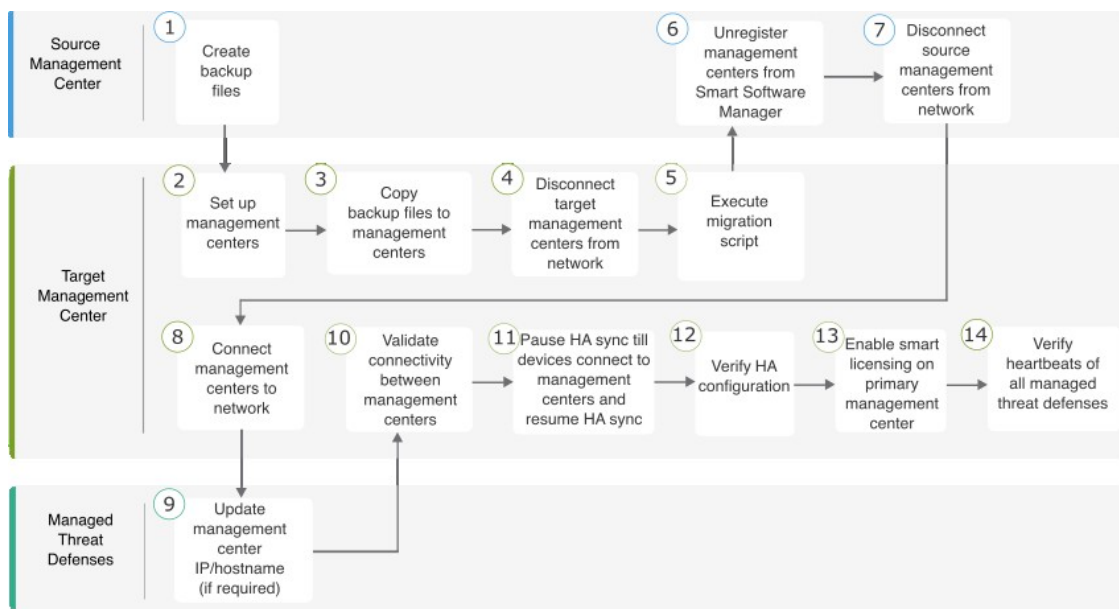 Source
Management
Center
1
Create
backup
files
6
Unregister
management
centers from
Smart Software
Manager
7
Disconnect
source
management
centers from
network
Target
Management
Center
2
Set up
management
centers
3
Copy
backup files to
management
centers
4
Disconnect
target
management
centers from
network
5
Execute
migration
script
8
Connect
management
centers to
network
10
Validate
connectivity
between
management
centers
11
Pause HA sync till
devices connect to
management
centers and
resume HA sync
12
Verify HA
configuration
13
Enable smart
licensing on
primary
management
center
14
Verify
heartbeats of
all managed
threat defenses
Managed
Threat
Defenses
9
Update
management
center
IP/hostname
(if required)